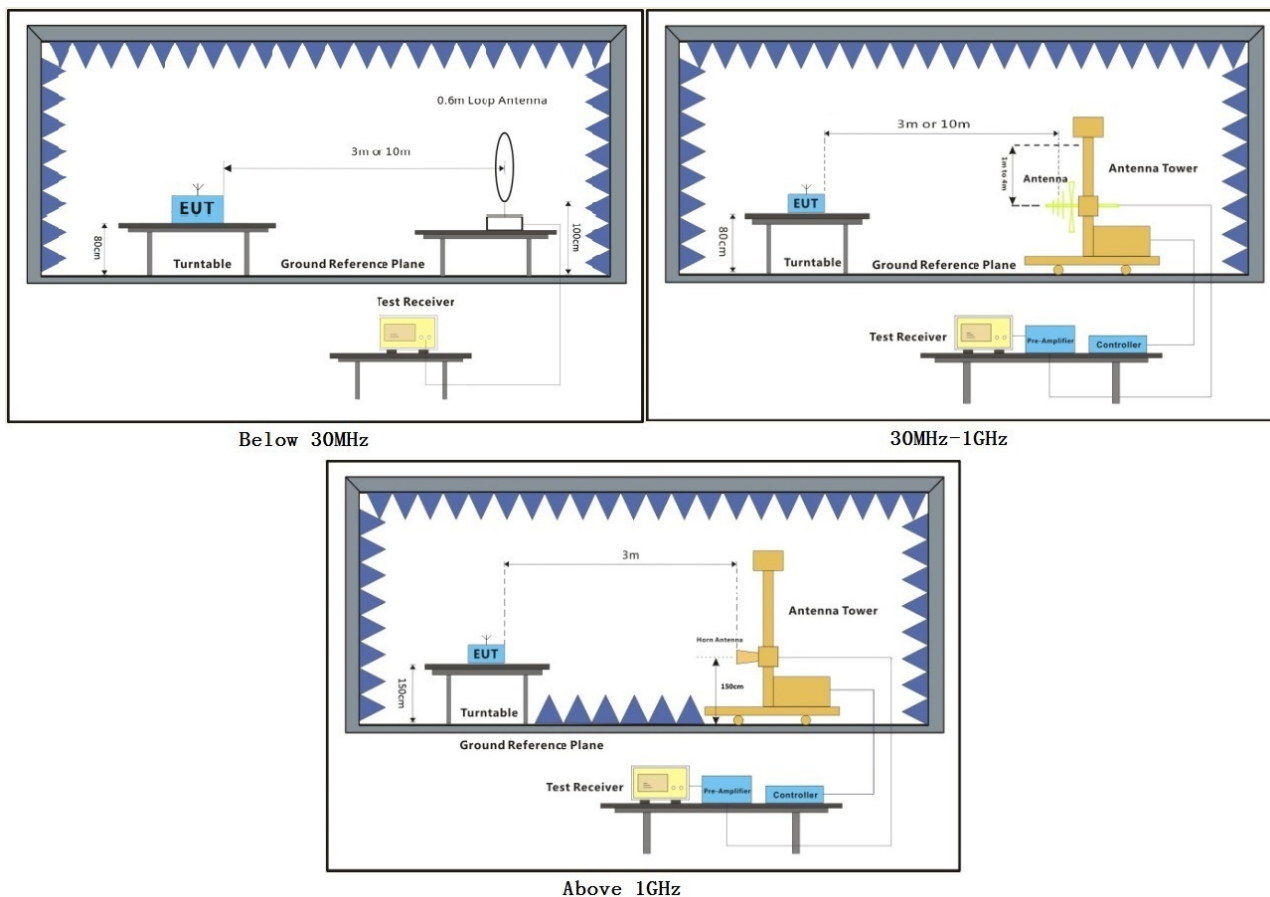 0.6m Loop Antenna
3m or 10m
EUT
80cm
100cm
Turntable
Ground Reference Plane
Test Receiver
Below 30MHz
3m or 10m
1m to 4m
Antenna
Antenna Tower
EUT
80cm
Turntable
Ground Reference Plane
Test Receiver
Pre-Amplifier
Controller
30MHz-1GHz
3m
Antenna Tower
Horn Antenna
EUT
150cm
150cm
Turntable
Ground Reference Plane
Test Receiver
Pre-Amplifier
Controller
Above 1GHz